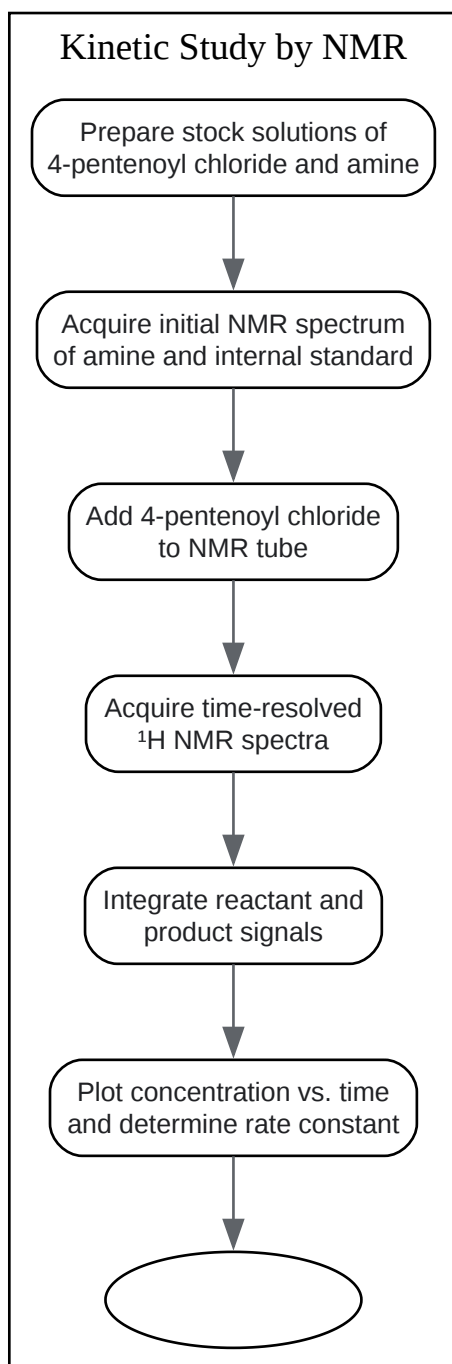 Kinetic Study by NMR
Prepare stock solutions of
4-pentenoyl chloride and amine
Acquire initial NMR spectrum
of amine and internal standard
Add 4-pentenoyl chloride
to NMR tube
Acquire time-resolved
¹H NMR spectra
Integrate reactant and
product signals
Plot concentration vs. time
and determine rate constant